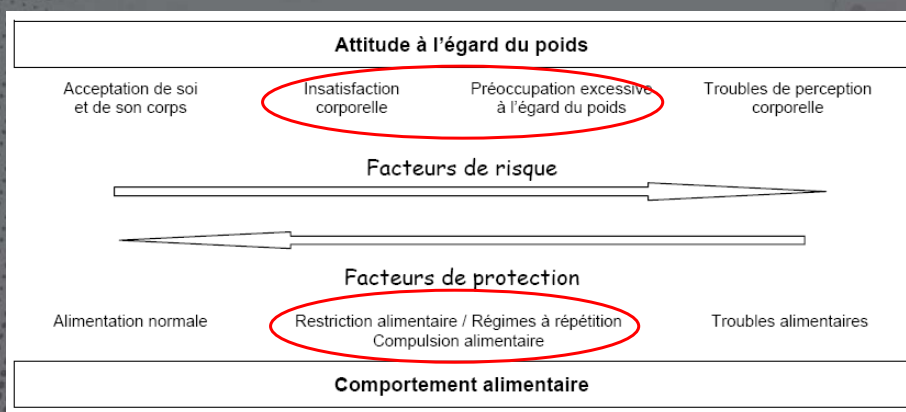 Attitude à l'égard du poids
Acceptation de soi
et de son corps
Insatisfaction
corporelle
Préoccupation excessive
à l'égard du poids
Troubles de perception
corporelle
Facteurs de risque
Facteurs de protection
Alimentation normale
Restriction alimentaire / Régimes à répétition
Compulsion alimentaire
Troubles alimentaires
Comportement alimentaire